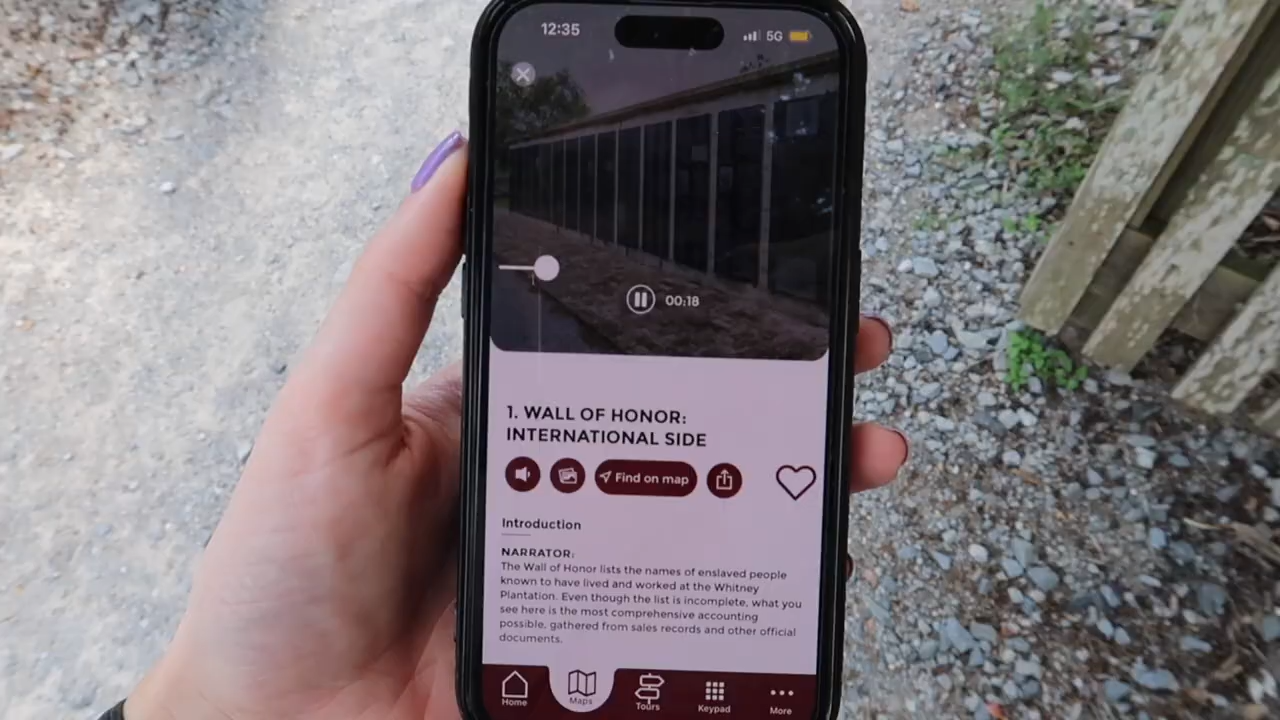 12:35
5G
00:18
1. WALL OF HONOR:
INTERNATIONAL SIDE
Find on map
Introduction
NARRATOR:
The Wall of Honor lists the names of enslaved people
known to have lived and worked at the Whitney
Plantation. Even though the list is incomplete, what you
see here is the most comprehensive accounting
possible, gathered from sales records and other official
documents.
Home
Maps
Tours
Keypad
More